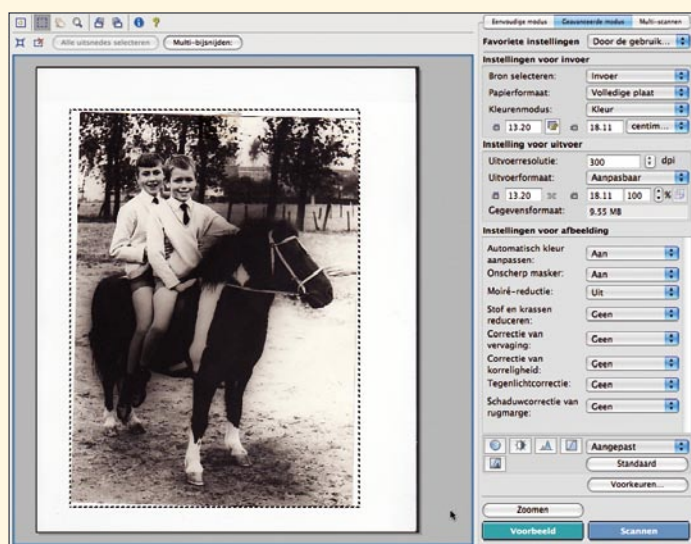 Eenvoudige modus Geavanceerde modus Multi-scannen
Alle uitsnedes selecteren Multi-bijsnijden:
Favoriete instellingen Door de gebruik...
Instellingen voor invoer
Bron selecteren: Invoer
Papierformaat: Volledige plaat
Kleurenmodus: Kleur
13.20 18.11 centim...
Instelling voor uitvoer
Uitvoerresolutie: 300 dpi
Uitvoerformaat: Aanpasbaar
13.20 18.11 100 %
Gegevensformaat: 9.55 MB
Instellingen voor afbeelding
Automatisch kleur
aanpassen: Aan
Onscherp masker: Aan
Moiré-reductie: Uit
Stof en krassen
reduceren: Geen
Correctie van
vervaging: Geen
Correctie van
korreligheid: Geen
Tegenlichtcorrectie: Geen
Schaduwcorrectie van
rugmarge: Geen
Aangepast
Standaard
Voorkeuren...
Zoomen
Voorbeeld Scannen